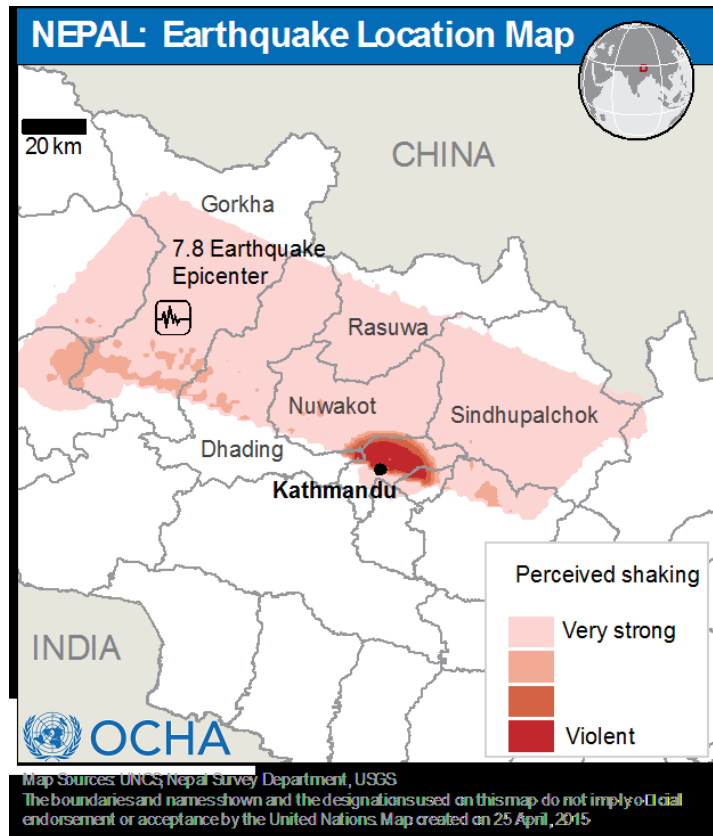 NEPAL: Earthquake Location Map
20 km
CHINA
Gorkha
7.8 Earthquake
Epicenter
Rasuwa
Nuwakot
Sindhupalchok
Dhading
Kathmandu
Perceived shaking
Very strong
Violent
INDIA
OCHA
Map Sources: UNCS, Nepal Survey Department, USGS.
The boundaries and names shown and the designations used on this map do not imply o□cial
endorsement or acceptance by the United Nations. Map created on 25 April, 2015